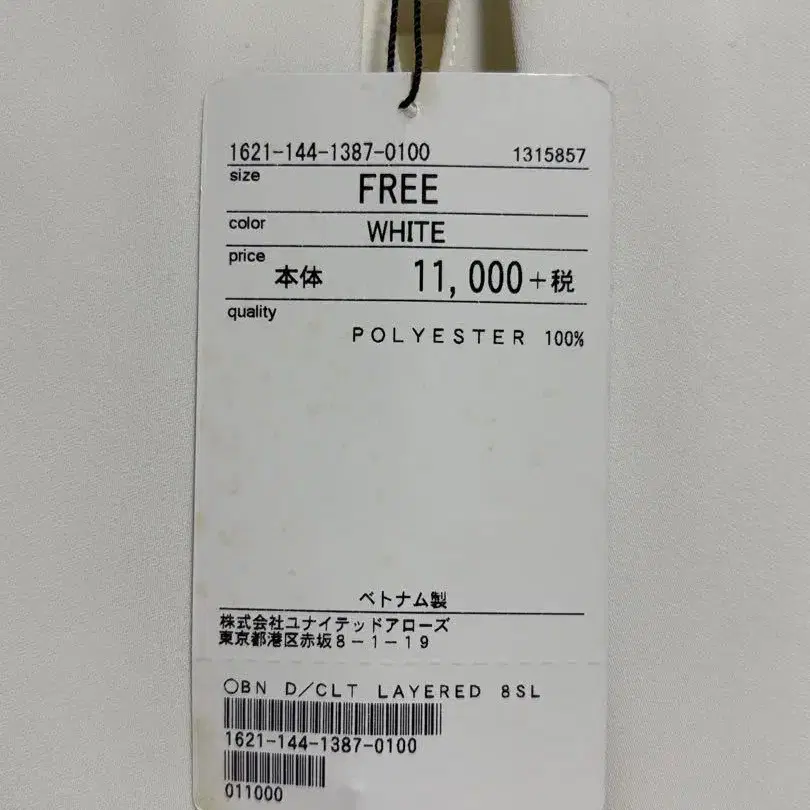 1621-144-1387-0100 1315857
size FREE
color WHITE
price 本体 11,000+税
quality
POLYESTER 100%
ベトナム製
株式会社ユナイテッドアローズ
東京都港区赤坂8-1-19
○BN D/CLT LAYERED 8SL
1621-144-1387-0100
011000